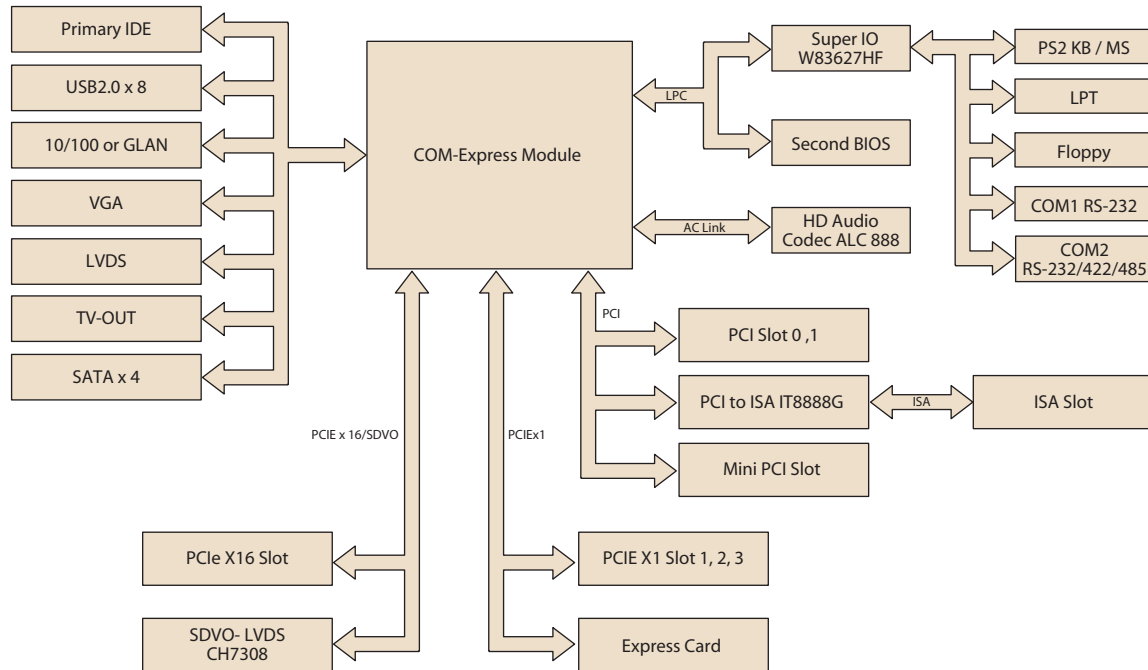 Primary IDE
USB2.0 x 8
10/100 or GLAN
VGA
LVDS
TV-OUT
SATA x 4
COM-Express Module
LPC
Super IO
W83627HF
Second BIOS
AC Link
HD Audio
Codec ALC 888
PS2 KB / MS
LPT
Floppy
COM1 RS-232
COM2
RS-232/422/485
PCI
PCI Slot 0 ,1
PCI to ISA IT8888G
ISA
ISA Slot
Mini PCI Slot
PCIE x 16/SDVO
PCIEx1
PCIe X16 Slot
SDVO- LVDS
CH7308
PCIE X1 Slot 1, 2, 3
Express Card